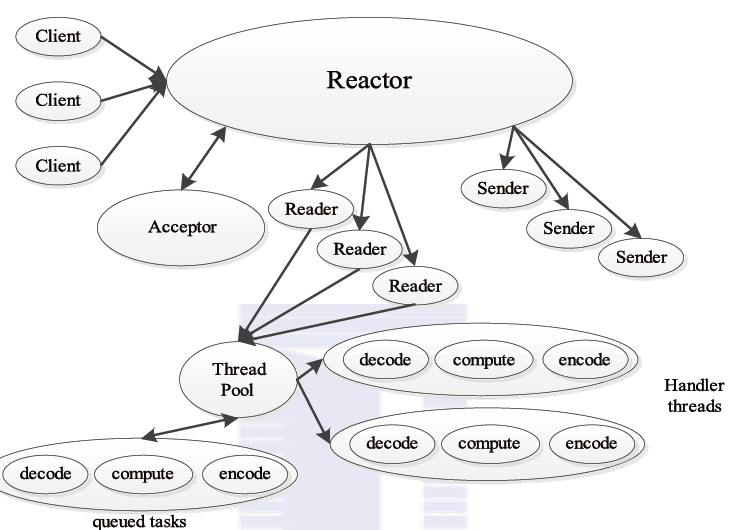 Client
Reactor
Client
Client
Sender
Reader
Acceptor
Sender
Reader
Sender
Reader
decode compute encode
Thread
Pool
Handler
threads
decode compute encode
decode compute encode
queued tasks